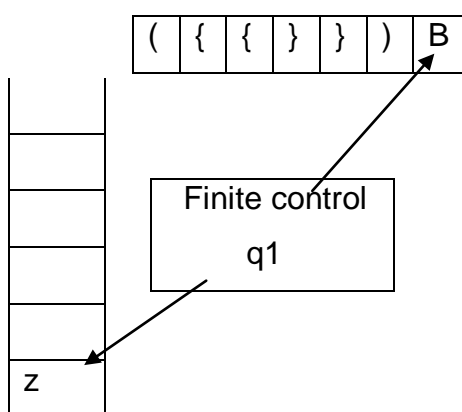 ( { { } } ) B
Finite control
q1
z